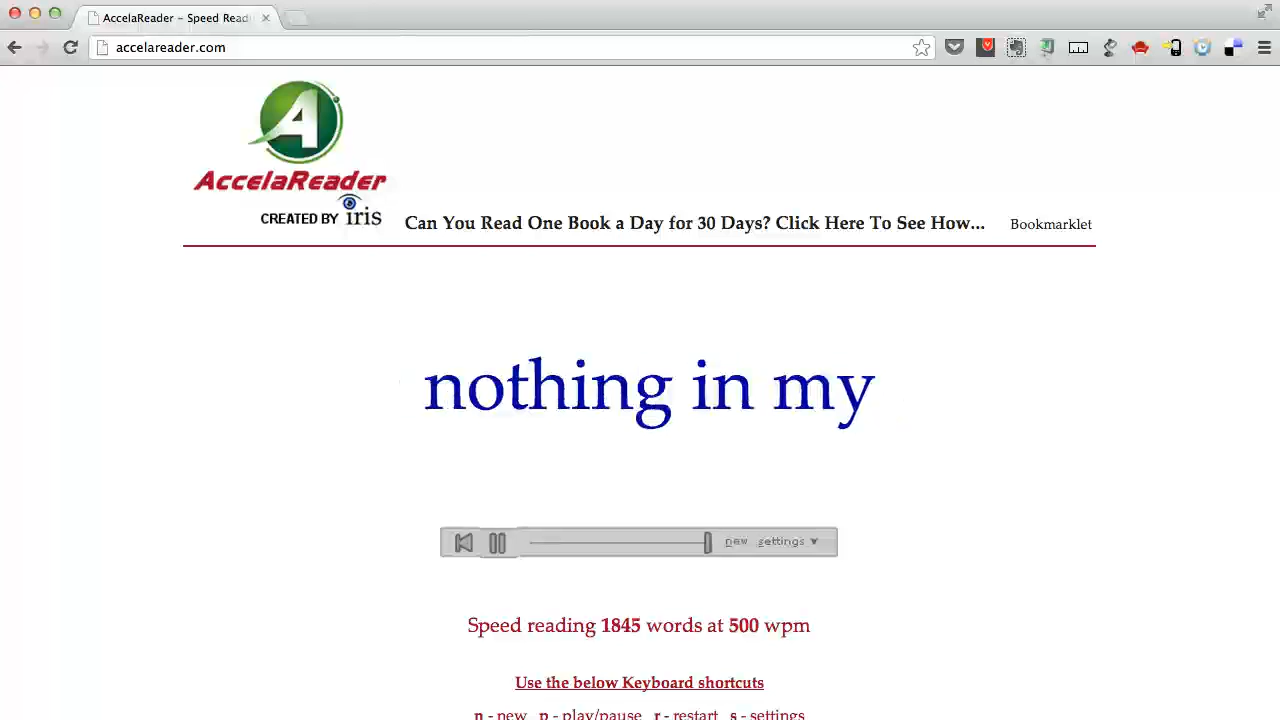 AccelaReader – Speed Read
accelareader.com
A
AccelaReader
CREATED BY iris
Can You Read One Book a Day for 30 Days? Click Here To See How...
Bookmarklet
nothing in my
new settings ▼
Speed reading 1845 words at 500 wpm
Use the below Keyboard shortcuts
n - new p - play/pause r - restart s - settings